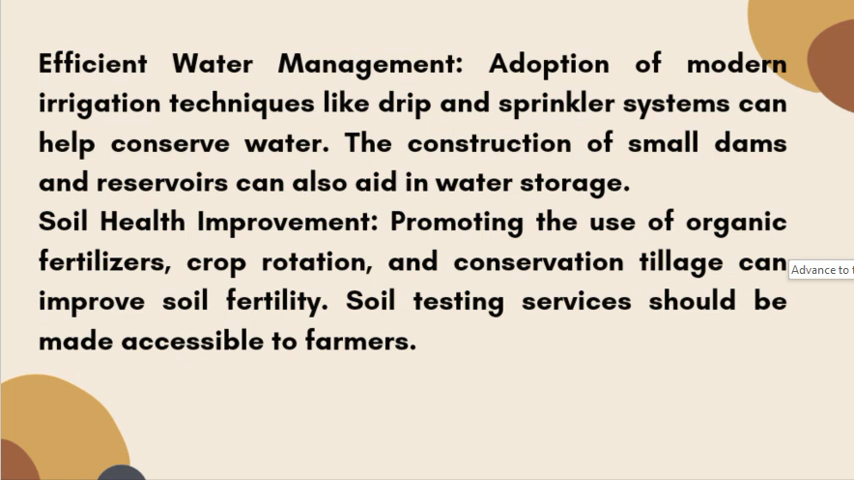 Efficient Water Management: Adoption of modern
irrigation techniques like drip and sprinkler systems can
help conserve water. The construction of small dams
and reservoirs can also aid in water storage.
Soil Health Improvement: Promoting the use of organic
fertilizers, crop rotation, and conservation tillage can
improve soil fertility. Soil testing services should be
made accessible to farmers.
Advance to